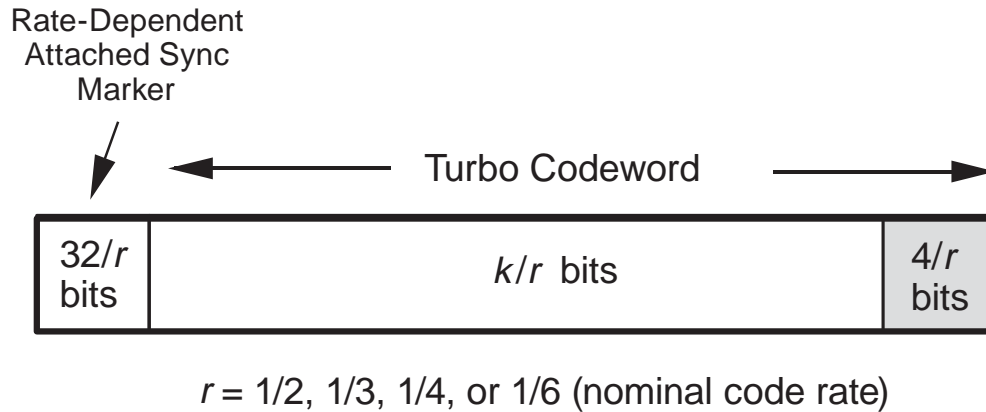 Rate-Dependent
Attached Sync
Marker
Turbo Codeword
32/r
bits
k/r bits
4/r
bits
r = 1/2, 1/3, 1/4, or 1/6 (nominal code rate)